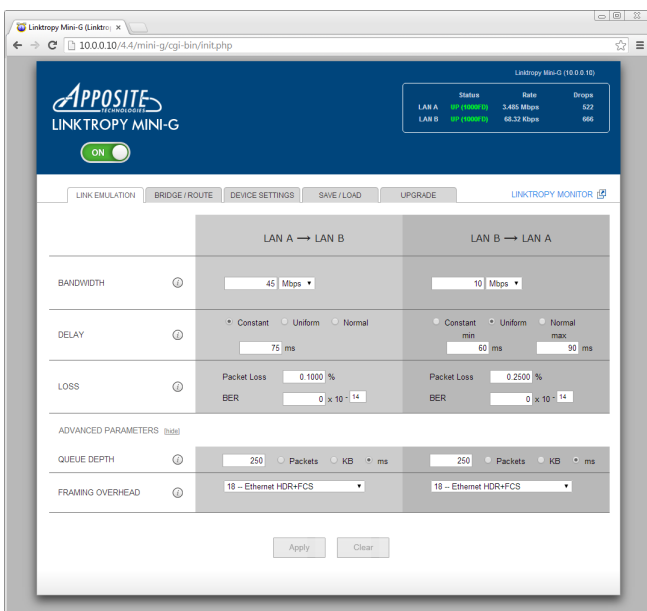 Linktropy Mini-G (Linktrop
10.0.0.10/4.4/mini-g/cgi-bin/init.php
Linktropy Mini-G (10.0.0.10)
APPOSITE
TECHNOLOGIES
LINKTROPY MINI-G
ON
Status Rate Drops
LAN A UP (1000FD) 3.485 Mbps 522
LAN B UP (1000FD) 68.32 Kbps 666
LINK EMULATION BRIDGE / ROUTE DEVICE SETTINGS SAVE / LOAD UPGRADE LINKTROPY MONITOR
LAN A → LAN B LAN B → LAN A
BANDWIDTH i 45 Mbps 10 Mbps
DELAY i Constant Uniform Normal Constant Uniform Normal
min max
75 ms 60 ms 90 ms
LOSS i Packet Loss 0.1000 % Packet Loss 0.2500 %
BER 0 x 10 - 14 BER 0 x 10 - 14
ADVANCED PARAMETERS [hide]
QUEUE DEPTH i 250 Packets KB ms 250 Packets KB ms
FRAMING OVERHEAD i 18 -- Ethernet HDR+FCS 18 -- Ethernet HDR+FCS
Apply Clear